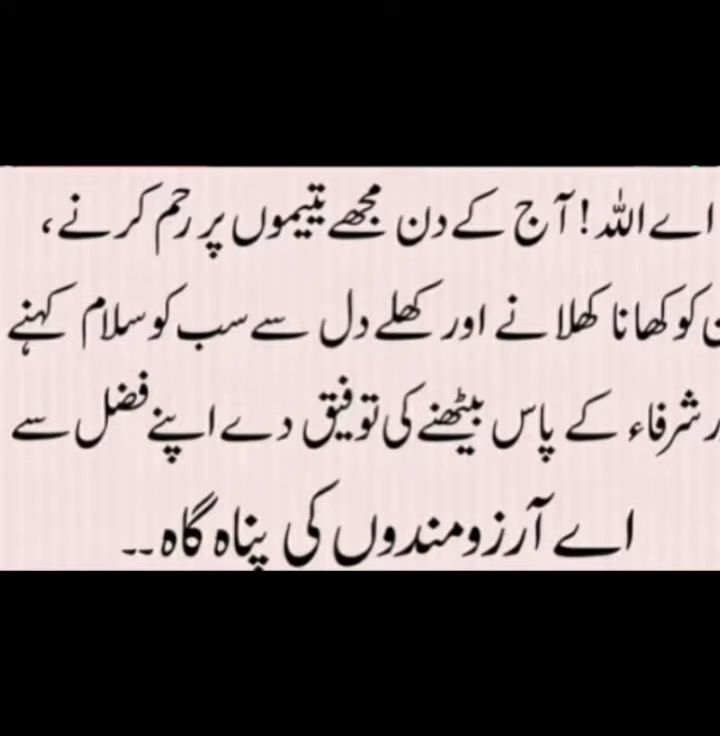 اے اللہ! آج کے دن مجھے یتیموں پر رحم کرنے،
کو کھانا کھلانے اور کھلے دل سے سب کو سلام کہنے
شرفاء کے پاس بیٹھنے کی توفیق دے اپنے فضل سے
اے آرزومندوں کی پناہ گاہ--